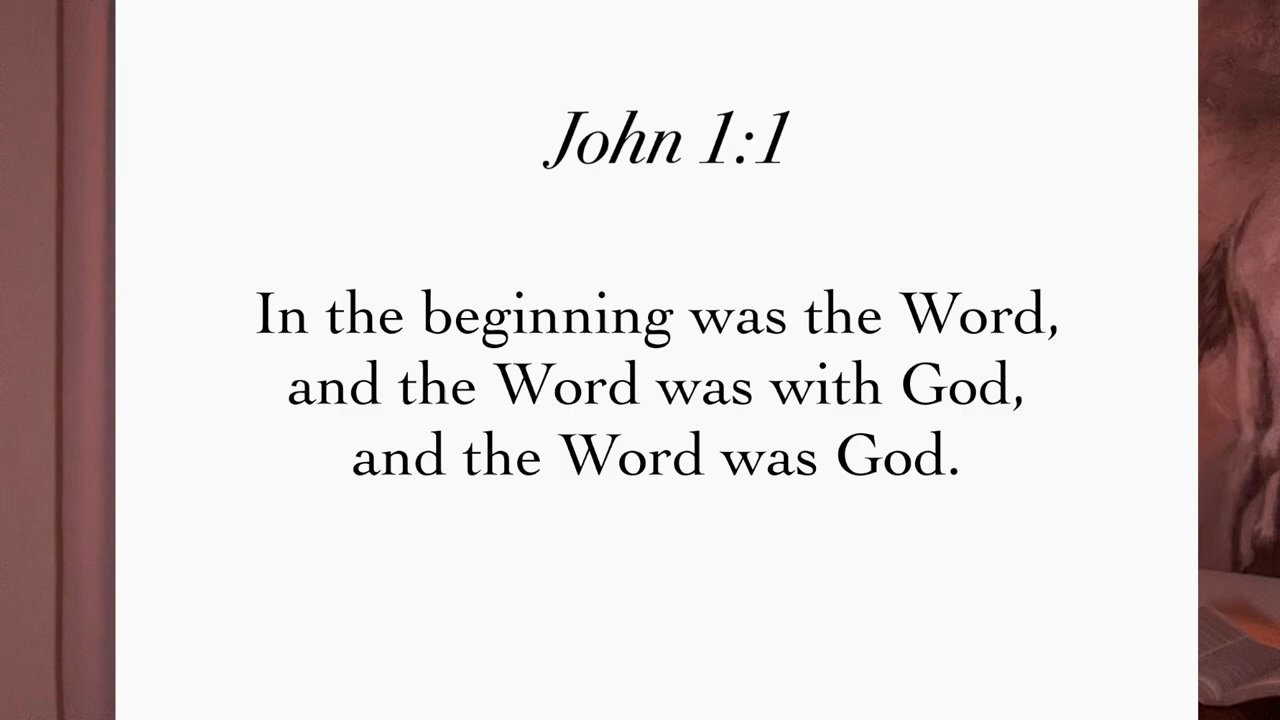 John 1:1
In the beginning was the Word,
and the Word was with God,
and the Word was God.